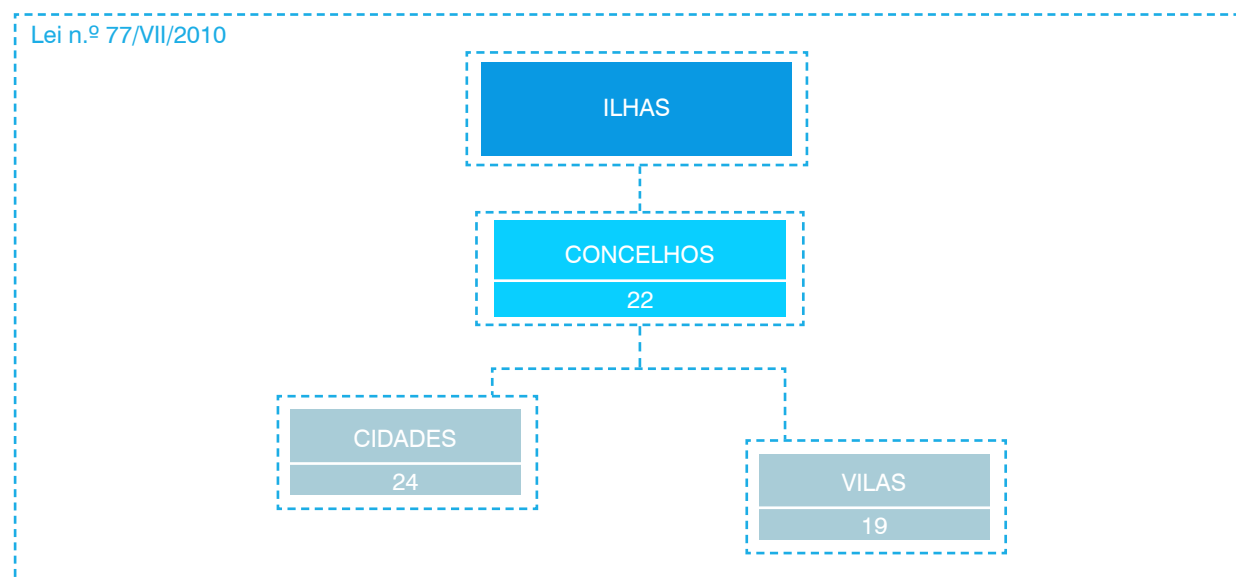 Lei n.º 77/VII/2010
ILHAS
CONCELHOS
22
CIDADES
24
VILAS
19